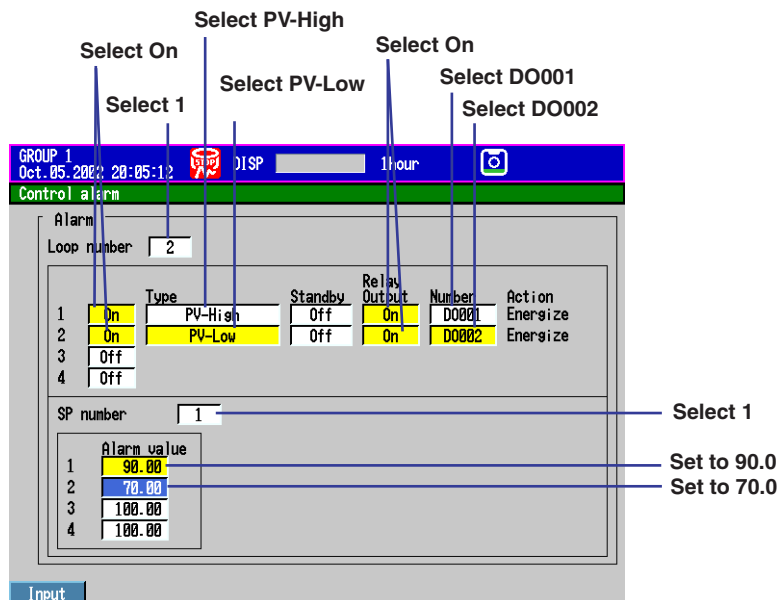 Select PV-High
Select On
Select On
Select PV-Low
Select DO001
Select 1
Select DO002
GROUP 1
Oct.05.2002 20:05:12
STOP
DISP
1hour
Control alarm
Alarm
Loop number 2
Type Standby Relay Output Number Action
1 On PV-High Off On DO001 Energize
2 On PV-Low Off On DO002 Energize
3 Off
4 Off
SP number 1
Select 1
Alarm value
1 90.00
Set to 90.0
2 70.00
Set to 70.0
3 100.00
4 100.00
Input